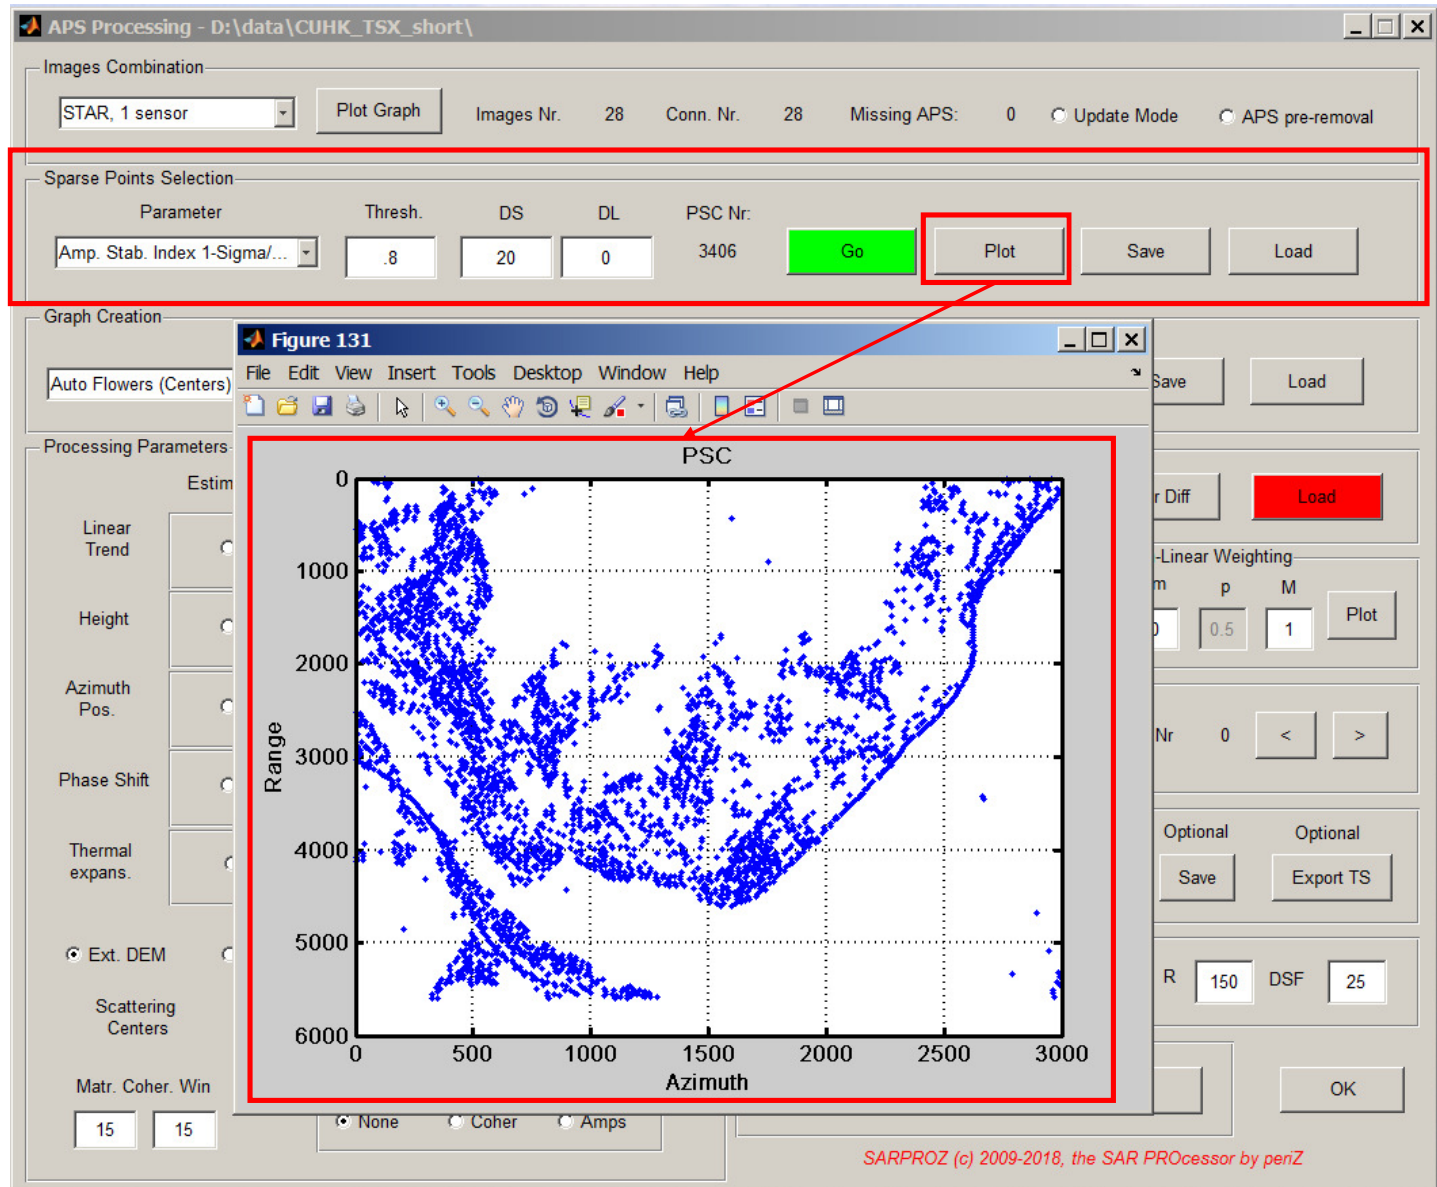 APS Processing - D:\data\CUHK_TSX_short\
Images Combination
STAR, 1 sensor
Plot Graph
Images Nr. 28 Conn. Nr. 28 Missing APS: 0
Update Mode
APS pre-removal
Sparse Points Selection
Parameter Thresh. DS DL PSC Nr:
Amp. Stab. Index 1-Sigma/... .8 20 0 3406 Go Plot Save Load
Graph Creation
Auto Flowers (Centers)
Save Load
Figure 131
File Edit View Insert Tools Desktop Window Help
PSC
0
1000
2000
3000
4000
5000
6000
Range
0 500 1000 1500 2000 2500 3000
Azimuth
Processing Parameters
Estim
Linear
Trend
Height
Azimuth
Pos.
Phase Shift
Thermal
expans.
Ext. DEM
Scattering
Centers
Matr. Coher. Win
15 15
None Coher Amps
r Diff Load
-Linear Weighting
m p M
0 0.5 1 Plot
Nr 0 < >
Optional Optional
Save Export TS
R 150 DSF 25
OK
SARPROZ (c) 2009-2018, the SAR PROcessor by periZ